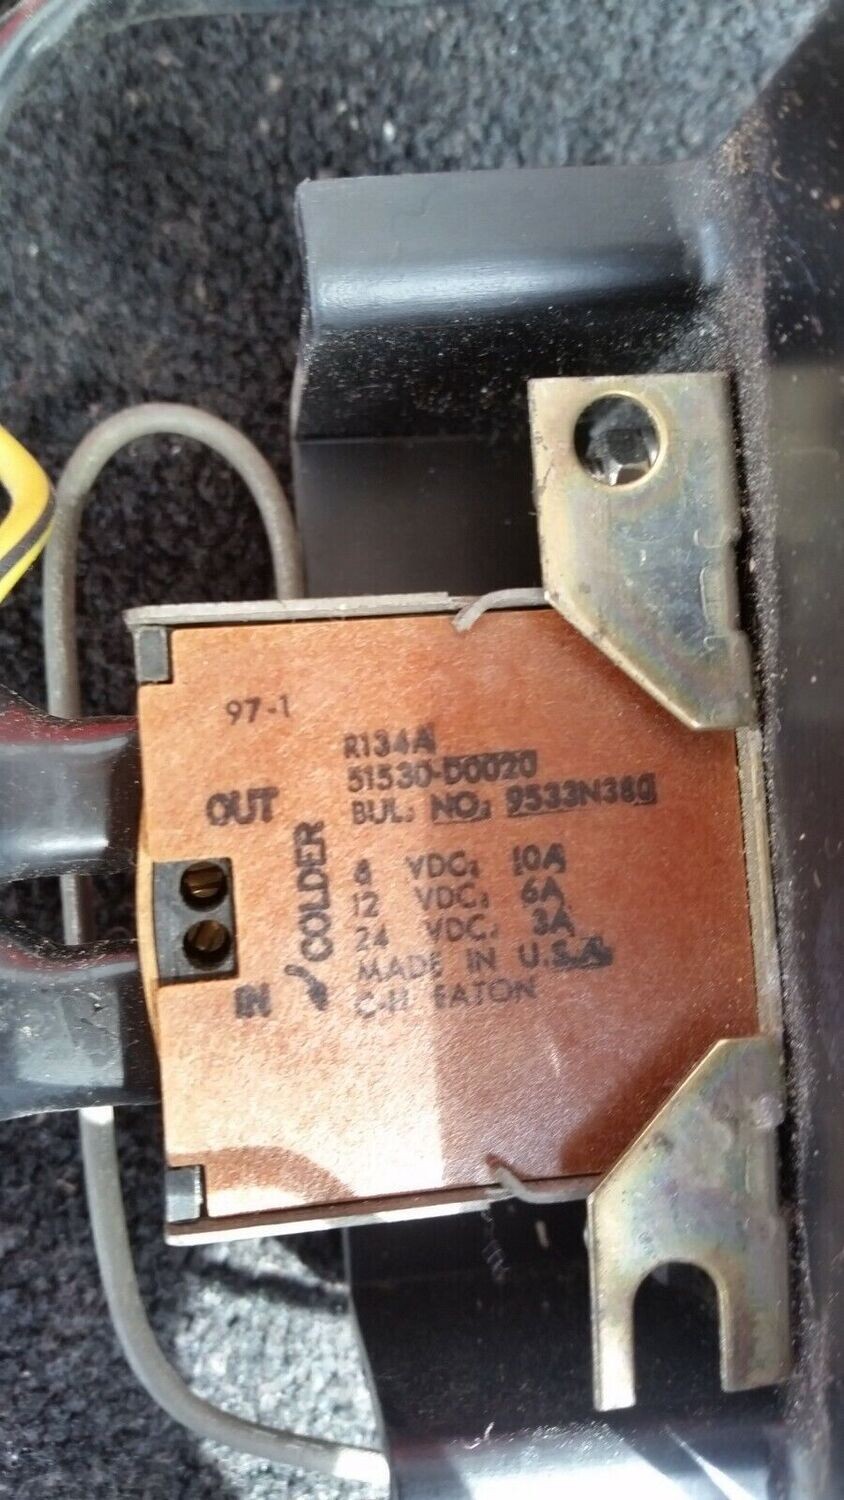 97-1
R134A
51530-D0020
BUL. NO. 9533N380
OUT
COLDER
6 VDC. 10A
12 VDC. 6A
24 VDC. 3A
MADE IN U.S.A.
C-H EATON
IN